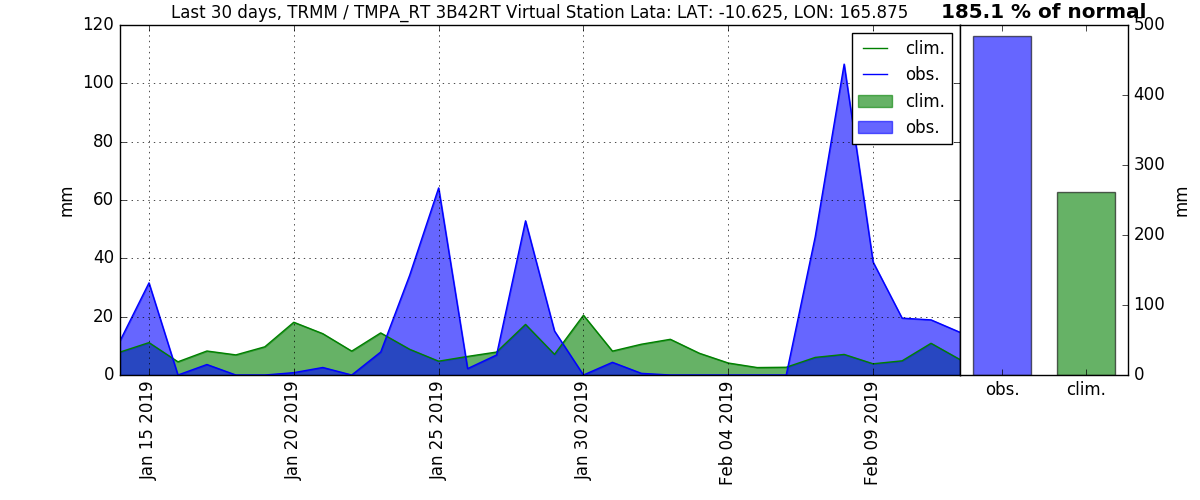 Last 30 days, TRMM / TMPA_RT 3B42RT Virtual Station Lata: LAT: -10.625, LON: 165.875
185.1 % of normal
120
100
80
60
40
20
0
mm
clim.
obs.
clim.
obs.
Jan 15 2019
Jan 20 2019
Jan 25 2019
Jan 30 2019
Feb 04 2019
Feb 09 2019
500
400
300
200
100
0
mm
obs.
clim.